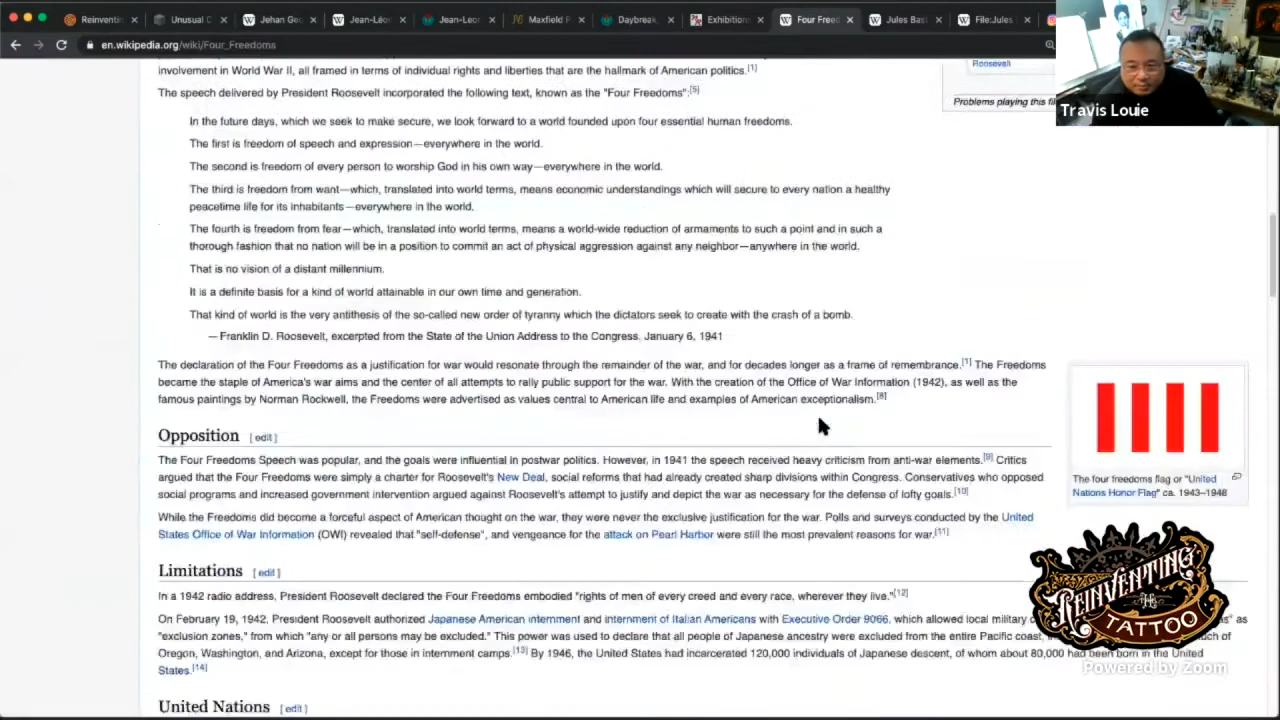 Reinventin
Unusual C
Jehan Geo
Jean-Léo
Jean-Leon
Maxfield P
Daybreak,
Exhibition
Four Freed
Jules Bas
File:Jules
en.wikipedia.org/wiki/Four_Freedoms
Travis Louie
involvement in World War II, all framed in terms of individual rights and liberties that are the hallmark of American politics.[1]
Roosevelt
The speech delivered by President Roosevelt incorporated the following text, known as the "Four Freedoms":[5]
Problems playing this fil
In the future days, which we seek to make secure, we look forward to a world founded upon four essential human freedoms.
The first is freedom of speech and expression—everywhere in the world.
The second is freedom of every person to worship God in his own way—everywhere in the world.
The third is freedom from want—which, translated into world terms, means economic understandings which will secure to every nation a healthy
peacetime life for its inhabitants—everywhere in the world.
The fourth is freedom from fear—which, translated into world terms, means a world-wide reduction of armaments to such a point and in such a
thorough fashion that no nation will be in a position to commit an act of physical aggression against any neighbor—anywhere in the world.
That is no vision of a distant millennium.
It is a definite basis for a kind of world attainable in our own time and generation.
That kind of world is the very antithesis of the so-called new order of tyranny which the dictators seek to create with the crash of a bomb.
— Franklin D. Roosevelt, excerpted from the State of the Union Address to the Congress, January 6, 1941
The declaration of the Four Freedoms as a justification for war would resonate through the remainder of the war, and for decades longer as a frame of remembrance.[1] The Freedoms
became the staple of America's war aims and the center of all attempts to rally public support for the war. With the creation of the Office of War Information (1942), as well as the
famous paintings by Norman Rockwell, the Freedoms were advertised as values central to American life and examples of American exceptionalism.[8]
The four freedoms flag or "United
Nations Honor Flag" ca. 1943–1948
Opposition [ edit ]
The Four Freedoms Speech was popular, and the goals were influential in postwar politics. However, in 1941 the speech received heavy criticism from anti-war elements.[9] Critics
argued that the Four Freedoms were simply a charter for Roosevelt's New Deal, social reforms that had already created sharp divisions within Congress. Conservatives who opposed
social programs and increased government intervention argued against Roosevelt's attempt to justify and depict the war as necessary for the defense of lofty goals.[10]
While the Freedoms did become a forceful aspect of American thought on the war, they were never the exclusive justification for the war. Polls and surveys conducted by the United
States Office of War Information (OWI) revealed that "self-defense", and vengeance for the attack on Pearl Harbor were still the most prevalent reasons for war.[11]
Limitations [ edit ]
In a 1942 radio address, President Roosevelt declared the Four Freedoms embodied "rights of men of every creed and every race, wherever they live."[12]
On February 19, 1942, President Roosevelt authorized Japanese American internment and internment of Italian Americans with Executive Order 9066, which allowed local military c as" as
"exclusion zones," from which "any or all persons may be excluded." This power was used to declare that all people of Japanese ancestry were excluded from the entire Pacific coast, uch of
Oregon, Washington, and Arizona, except for those in internment camps.[13] By 1946, the United States had incarcerated 120,000 individuals of Japanese descent, of whom about 80,000 had been born in the United
States.[14]
United Nations [ edit ]
REINVENTING
THE
TATTOO
Powered by Zoom